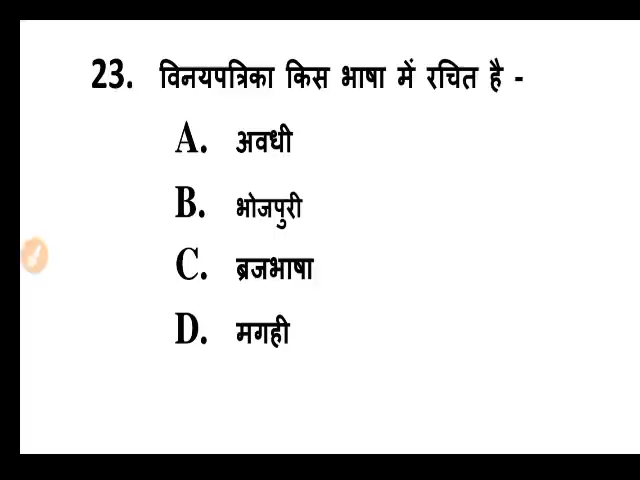 23. विनयपत्रिका किस भाषा में रचित है -
A. अवधी
B. भोजपुरी
C. ब्रजभाषा
D. मगही